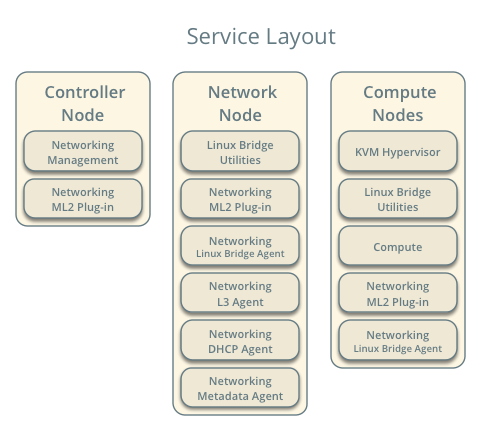 Service Layout
Controller
Node
Networking
Management
Networking
ML2 Plug-in
Network
Node
Linux Bridge
Utilities
Networking
ML2 Plug-in
Networking
Linux Bridge Agent
Networking
L3 Agent
Networking
DHCP Agent
Networking
Metadata Agent
Compute
Nodes
KVM Hypervisor
Linux Bridge
Utilities
Compute
Networking
ML2 Plug-in
Networking
Linux Bridge Agent